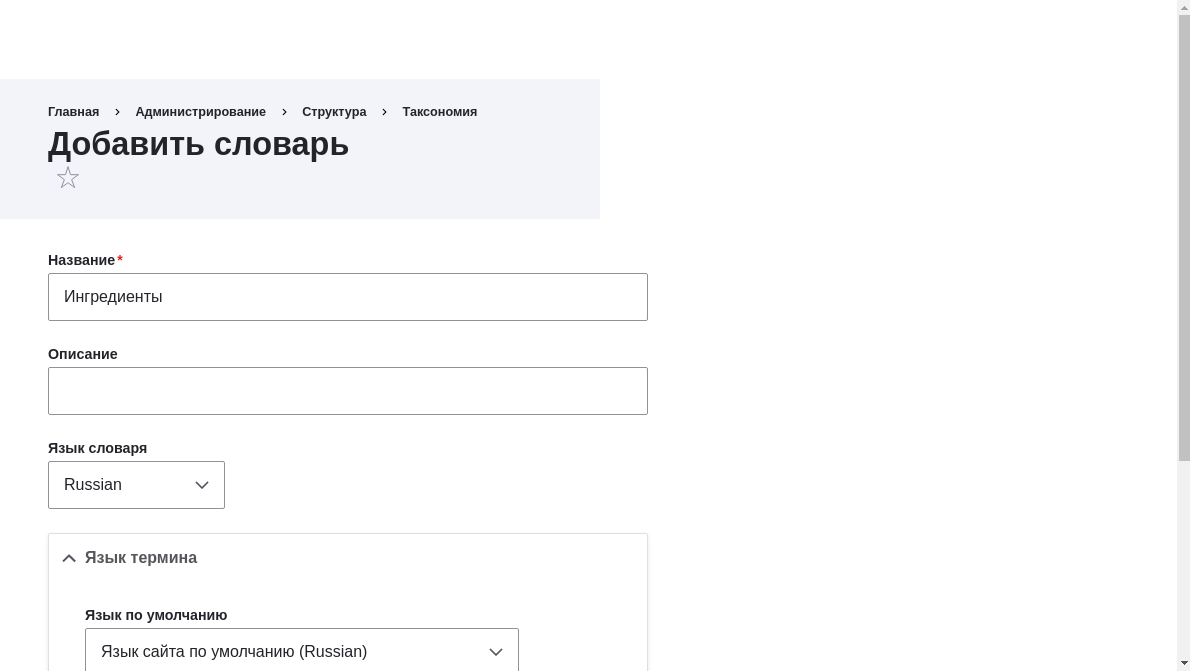 Главная Администрирование Структура Таксономия
Добавить словарь
Название*
Ингредиенты
Описание
Язык словаря
Russian
Язык термина
Язык по умолчанию
Язык сайта по умолчанию (Russian)